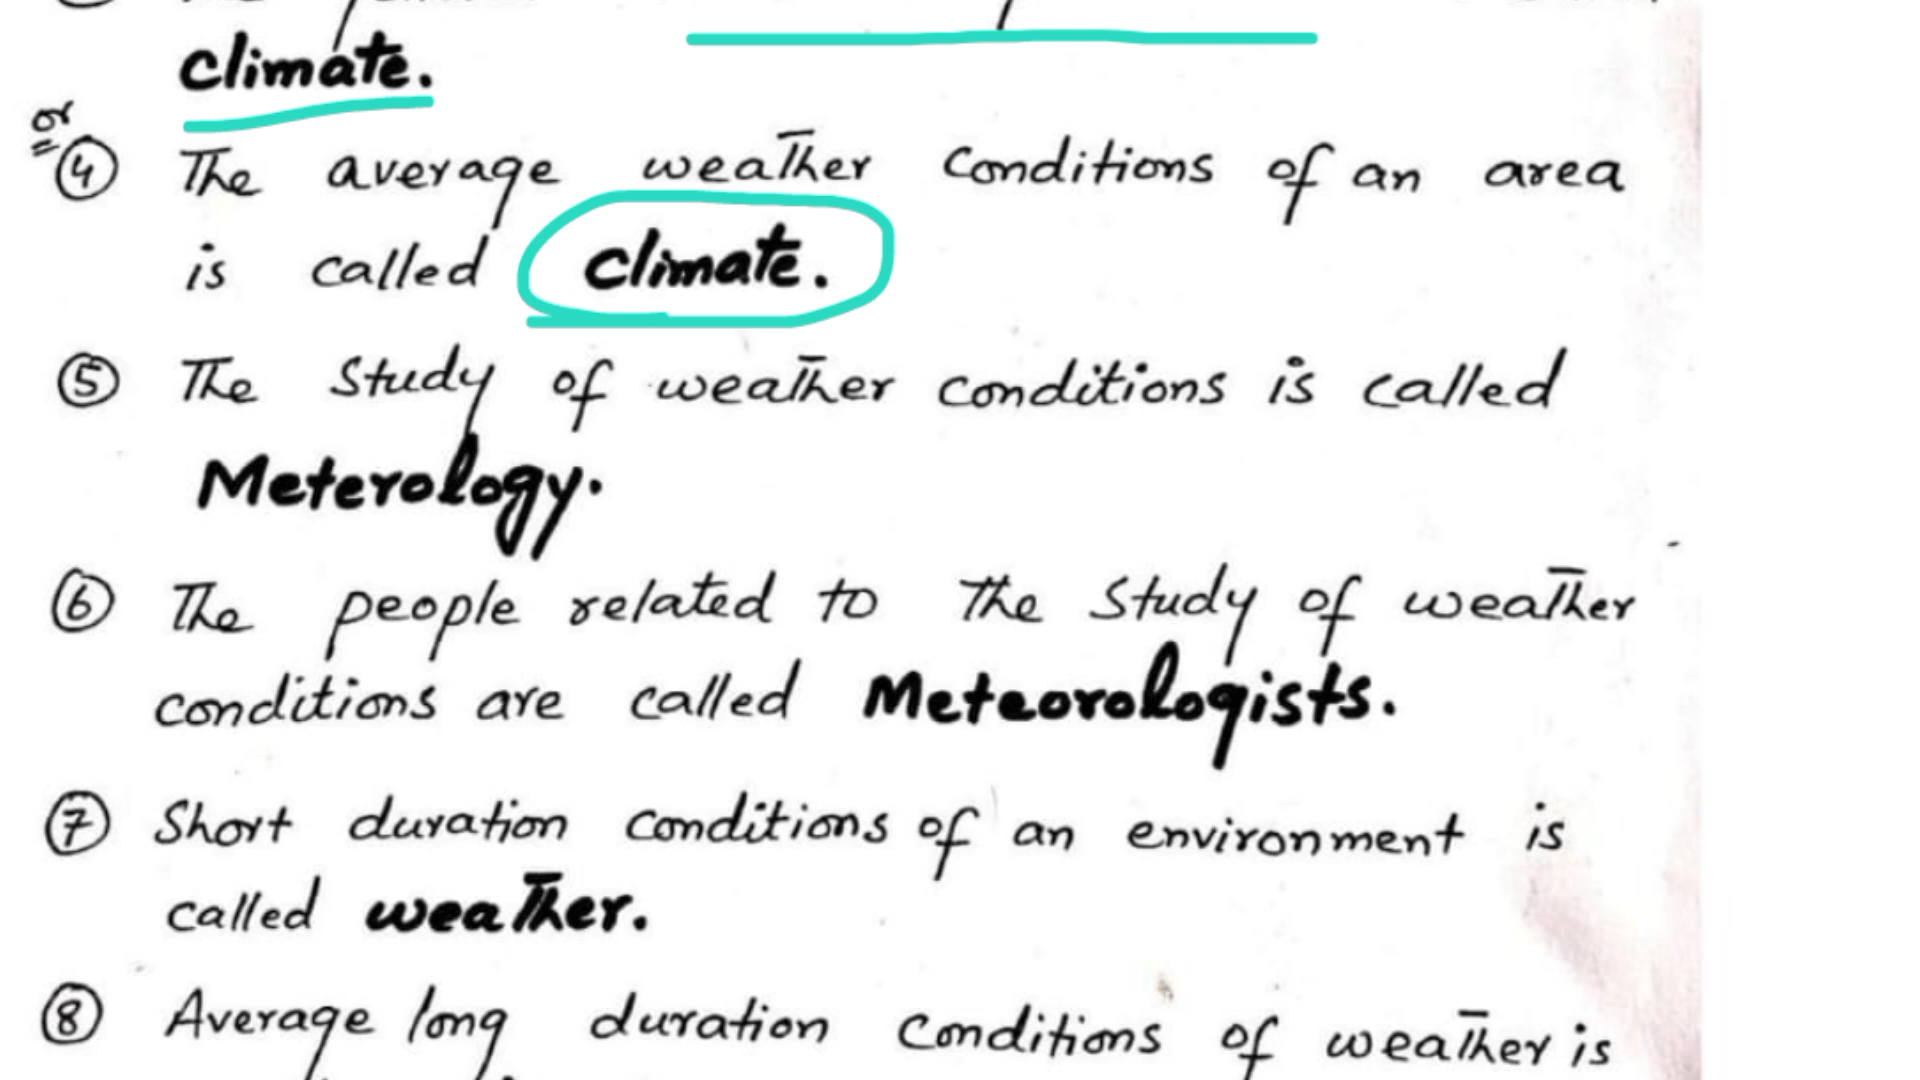 climate.
or
④ The average weather conditions of an area
is called climate.
⑤ The study of weather conditions is called
Meterology.
⑥ The people related to the study of weather
conditions are called Meteorologists.
⑦ Short duration conditions of an environment is
called weather.
⑧ Average long duration conditions of weather is